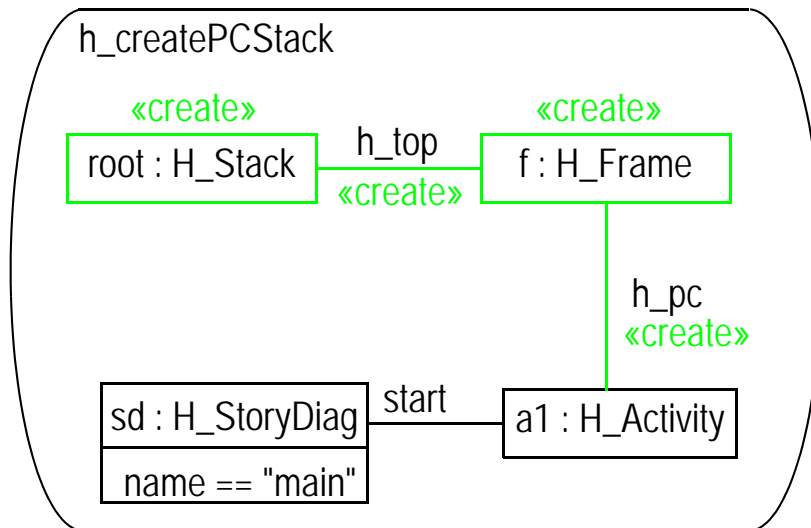 h_createPCStack
«create»
«create»
root : H_Stack
h_top
f : H_Frame
«create»
h_pc
«create»
sd : H_StoryDiag
start
a1 : H_Activity
name == "main"